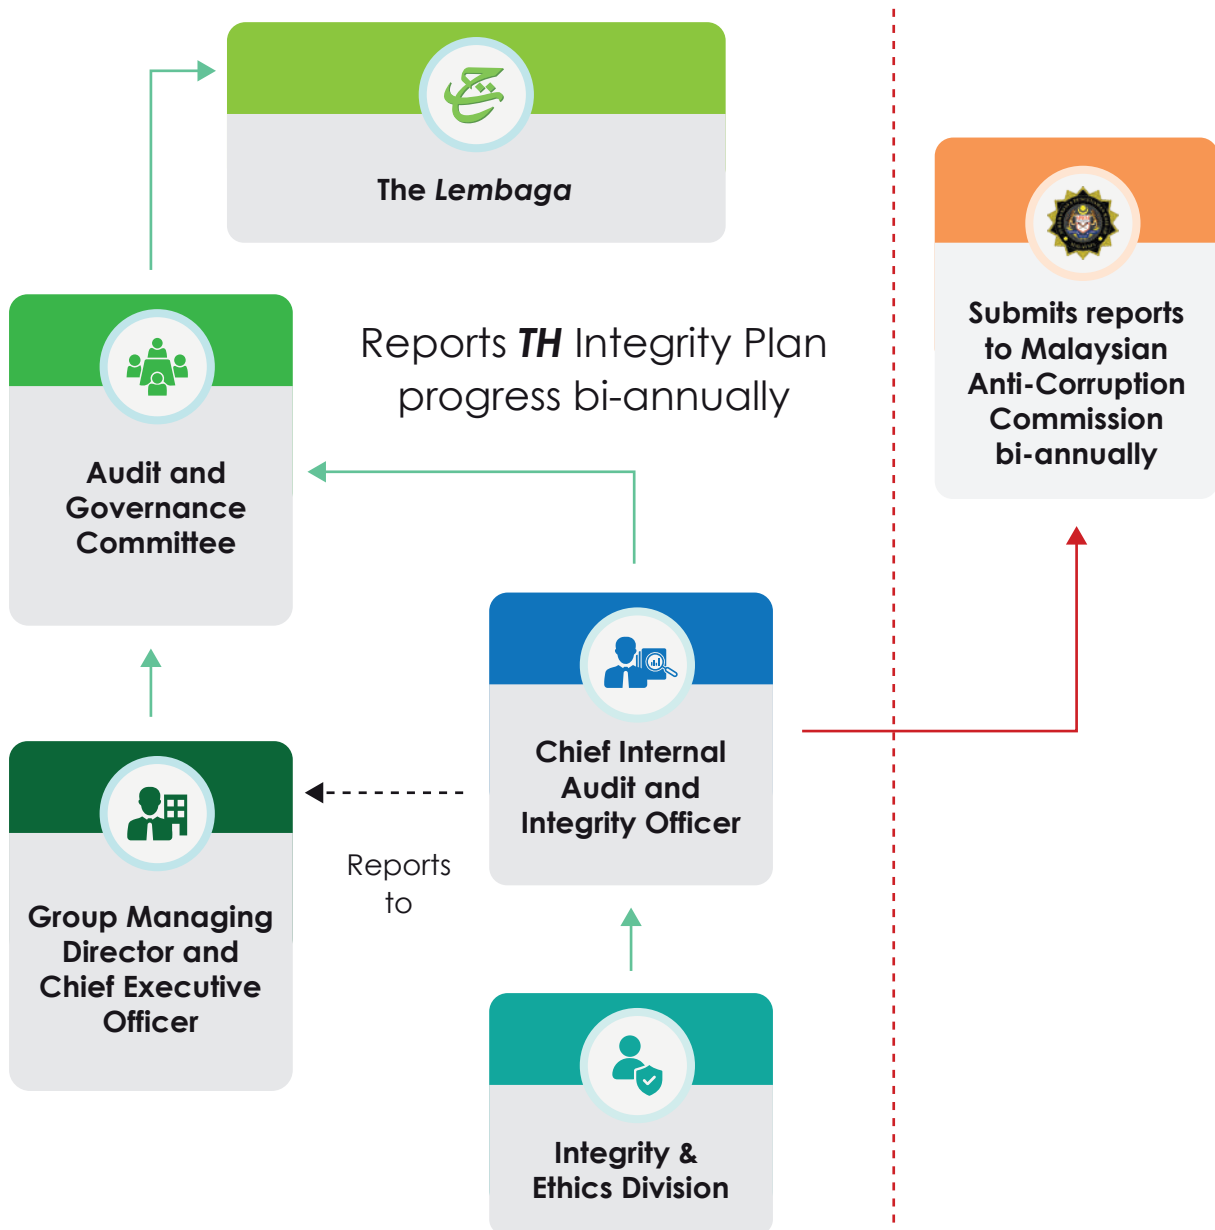 The Lembaga
Reports TH Integrity Plan
progress bi-annually
Submits reports
to Malaysian
Anti-Corruption
Commission
bi-annually
Audit and
Governance
Committee
Chief Internal
Audit and
Integrity Officer
Reports
to
Group Managing
Director and
Chief Executive
Officer
Integrity &
Ethics Division